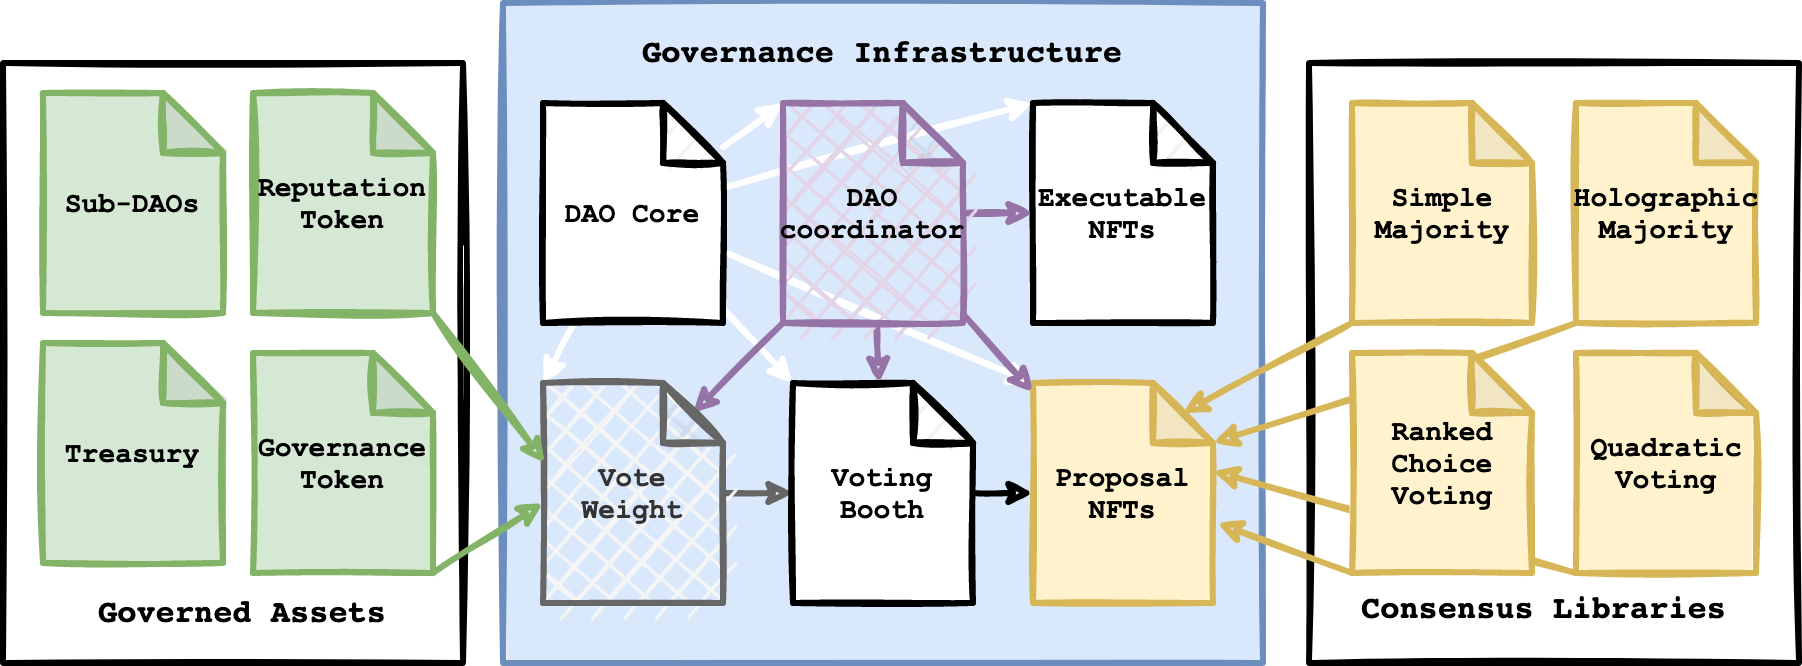 Governance Infrastructure
Sub-DAOs
Reputation
Token
Treasury
Governance
Token
Governed Assets
DAO Core
DAO
coordinator
Executable
NFTs
Vote
Weight
Voting
Booth
Proposal
NFTs
Simple
Majority
Holographic
Majority
Ranked
Choice
Voting
Quadratic
Voting
Consensus Libraries